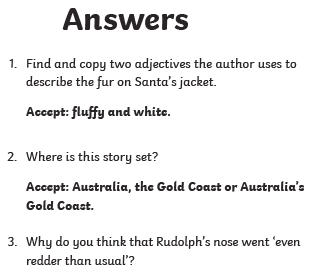 Answers
1. Find and copy two adjectives the author uses to
describe the fur on Santa's jacket.
Accept: fluffy and white.
2. Where is this story set?
Accept: Australia, the Gold Coast or Australia's
Gold Coast.
3. Why do you think that Rudolph's nose went 'even
redder than usual'?